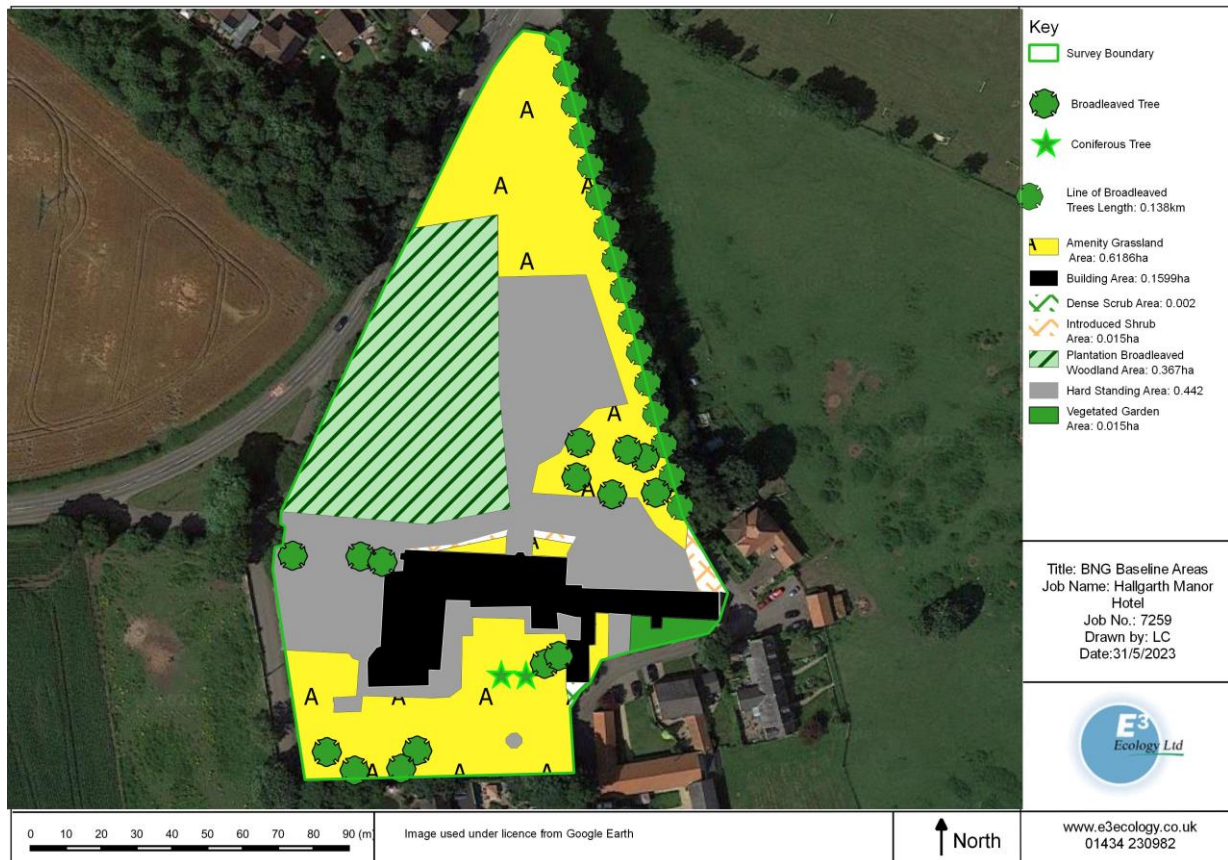 Key
Survey Boundary
Broadleaved Tree
Coniferous Tree
Line of Broadleaved
Trees Length: 0.138km
A
Amenity Grassland
Area: 0.6186ha
Building Area: 0.1599ha
Dense Scrub Area: 0.002
Introduced Shrub
Area: 0.015ha
Plantation Broadleaved
Woodland Area: 0.367ha
Hard Standing Area: 0.442
Vegetated Garden
Area: 0.015ha
A
A
A
A
A
A
A
A
A
A
A
A
A
Title: BNG Baseline Areas
Job Name: Hallgarth Manor
Hotel
Job No.: 7259
Drawn by: LC
Date:31/5/2023
E3
Ecology Ltd
0 10 20 30 40 50 60 70 80 90 (m)
Image used under licence from Google Earth
North
www.e3ecology.co.uk
01434 230982